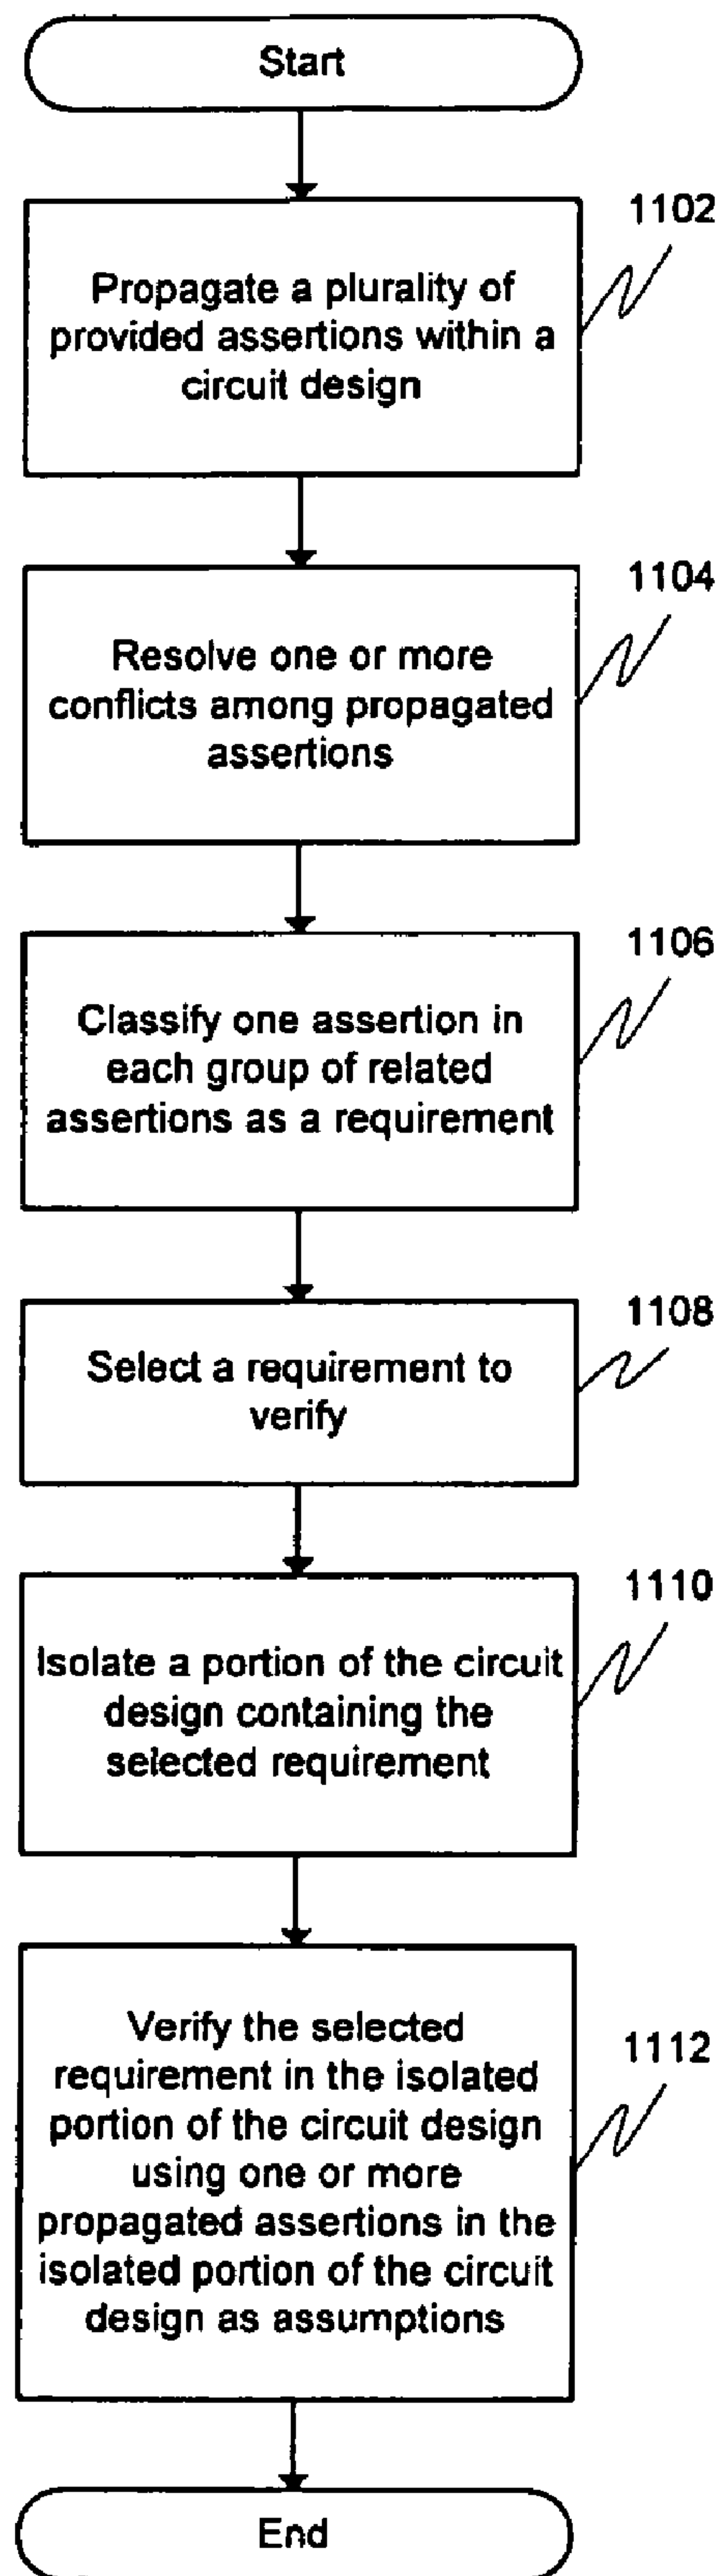 Start
1102
Propagate a plurality of
provided assertions within a
circuit design
1104
Resolve one or more
conflicts among propagated
assertions
1106
Classify one assertion in
each group of related
assertions as a requirement
1108
Select a requirement to
verify
1110
Isolate a portion of the circuit
design containing the
selected requirement
1112
Verify the selected
requirement in the isolated
portion of the circuit design
using one or more
propagated assertions in the
isolated portion of the circuit
design as assumptions
End